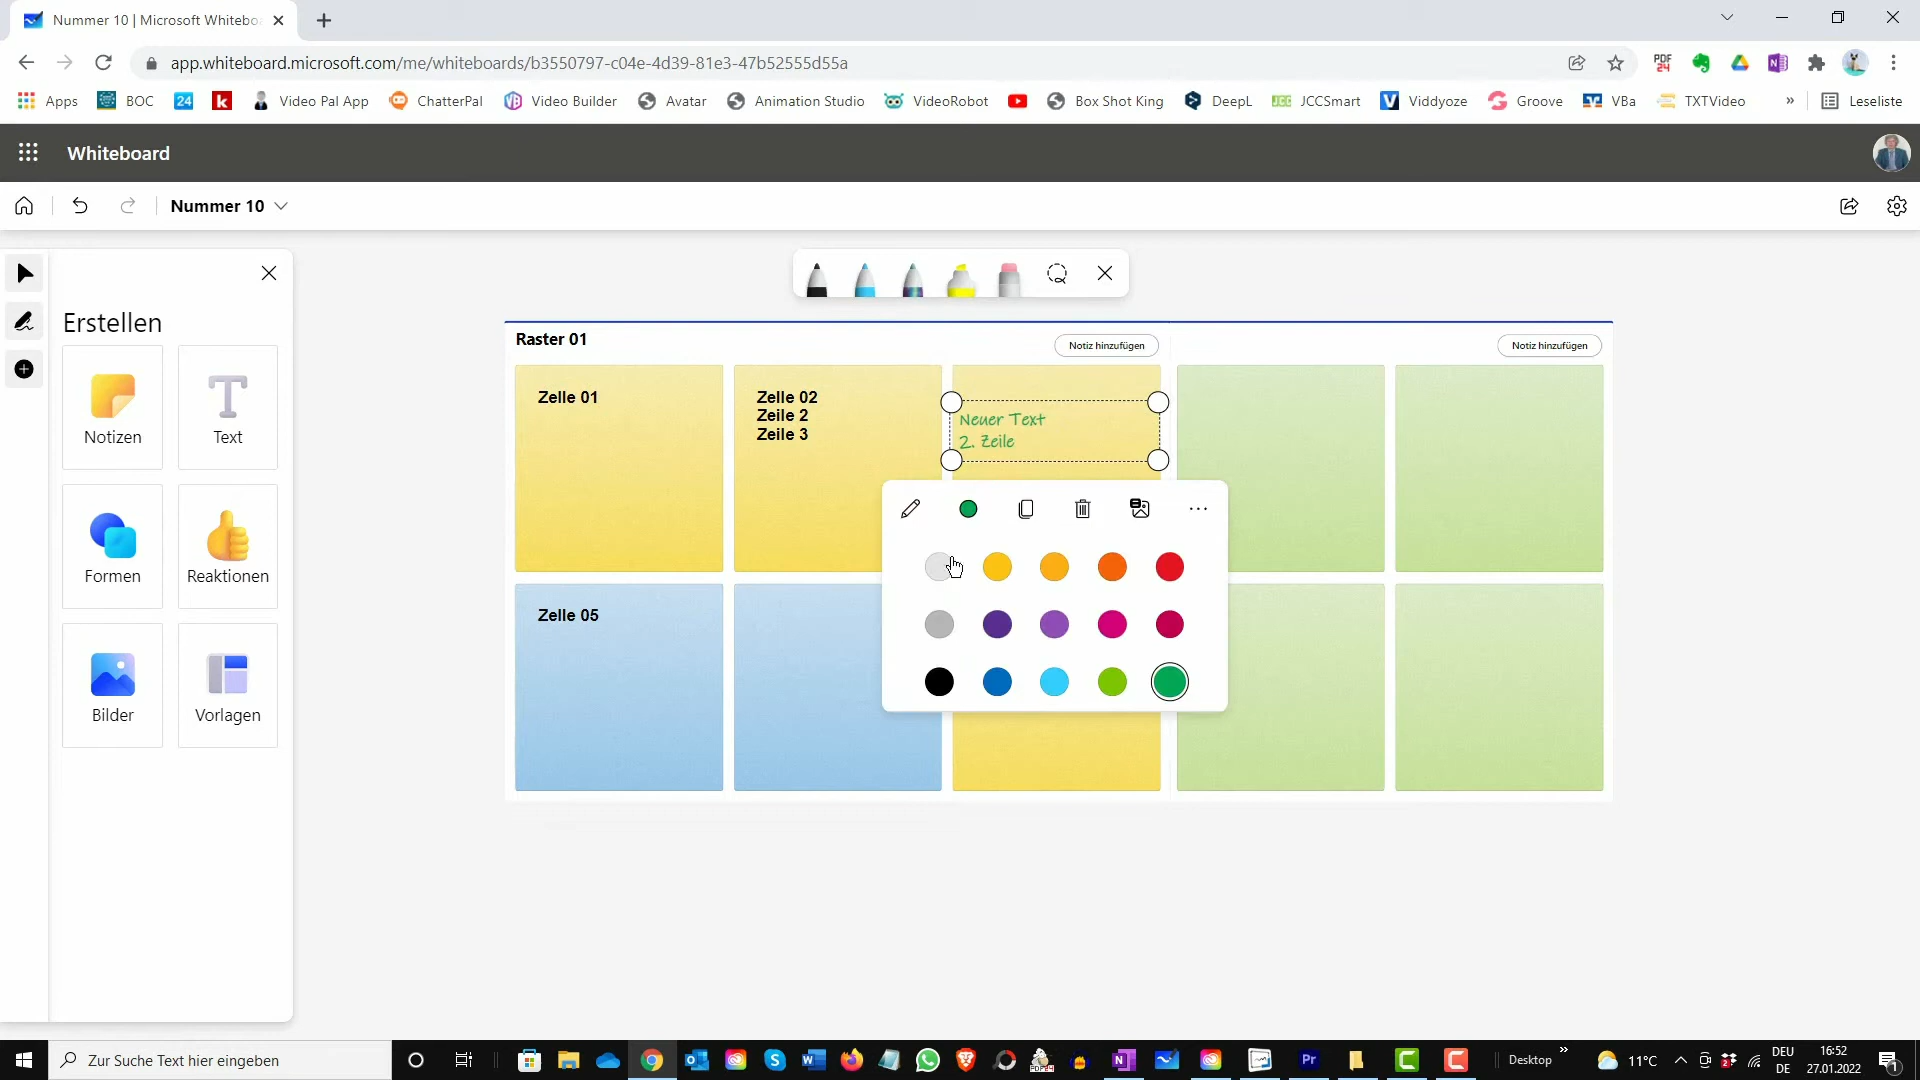 Nummer 10 | Microsoft Whitebo
app.whiteboard.microsoft.com/me/whiteboards/b3550797-c04e-4d39-81e3-47b52555d55a
Apps BOC 24 k Video Pal App ChatterPal Video Builder Avatar Animation Studio VideoRobot Box Shot King DeepL JCCSmart Viddyoze Groove VBa TXTVideo » Leseliste
Whiteboard
Nummer 10
Erstellen
Notizen
Text
Formen
Reaktionen
Bilder
Vorlagen
Raster 01
Notiz hinzufügen
Notiz hinzufügen
Zelle 01
Zelle 02
Zeile 2
Zeile 3
Neuer Text
2. Zeile
Zelle 05
Zur Suche Text hier eingeben
Desktop
11°C
DEU
DE
16:52
27.01.2022